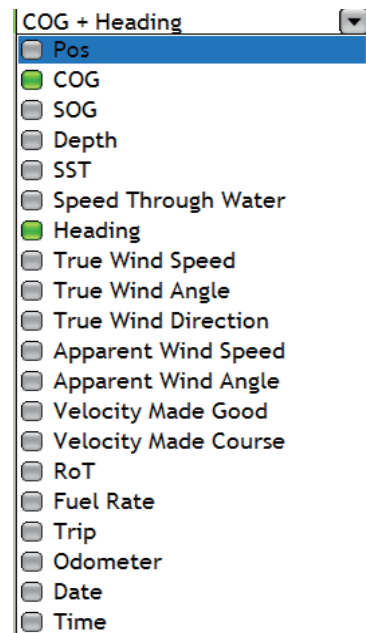 COG + Heading
Pos
COG
SOG
Depth
SST
Speed Through Water
Heading
True Wind Speed
True Wind Angle
True Wind Direction
Apparent Wind Speed
Apparent Wind Angle
Velocity Made Good
Velocity Made Course
RoT
Fuel Rate
Trip
Odometer
Date
Time